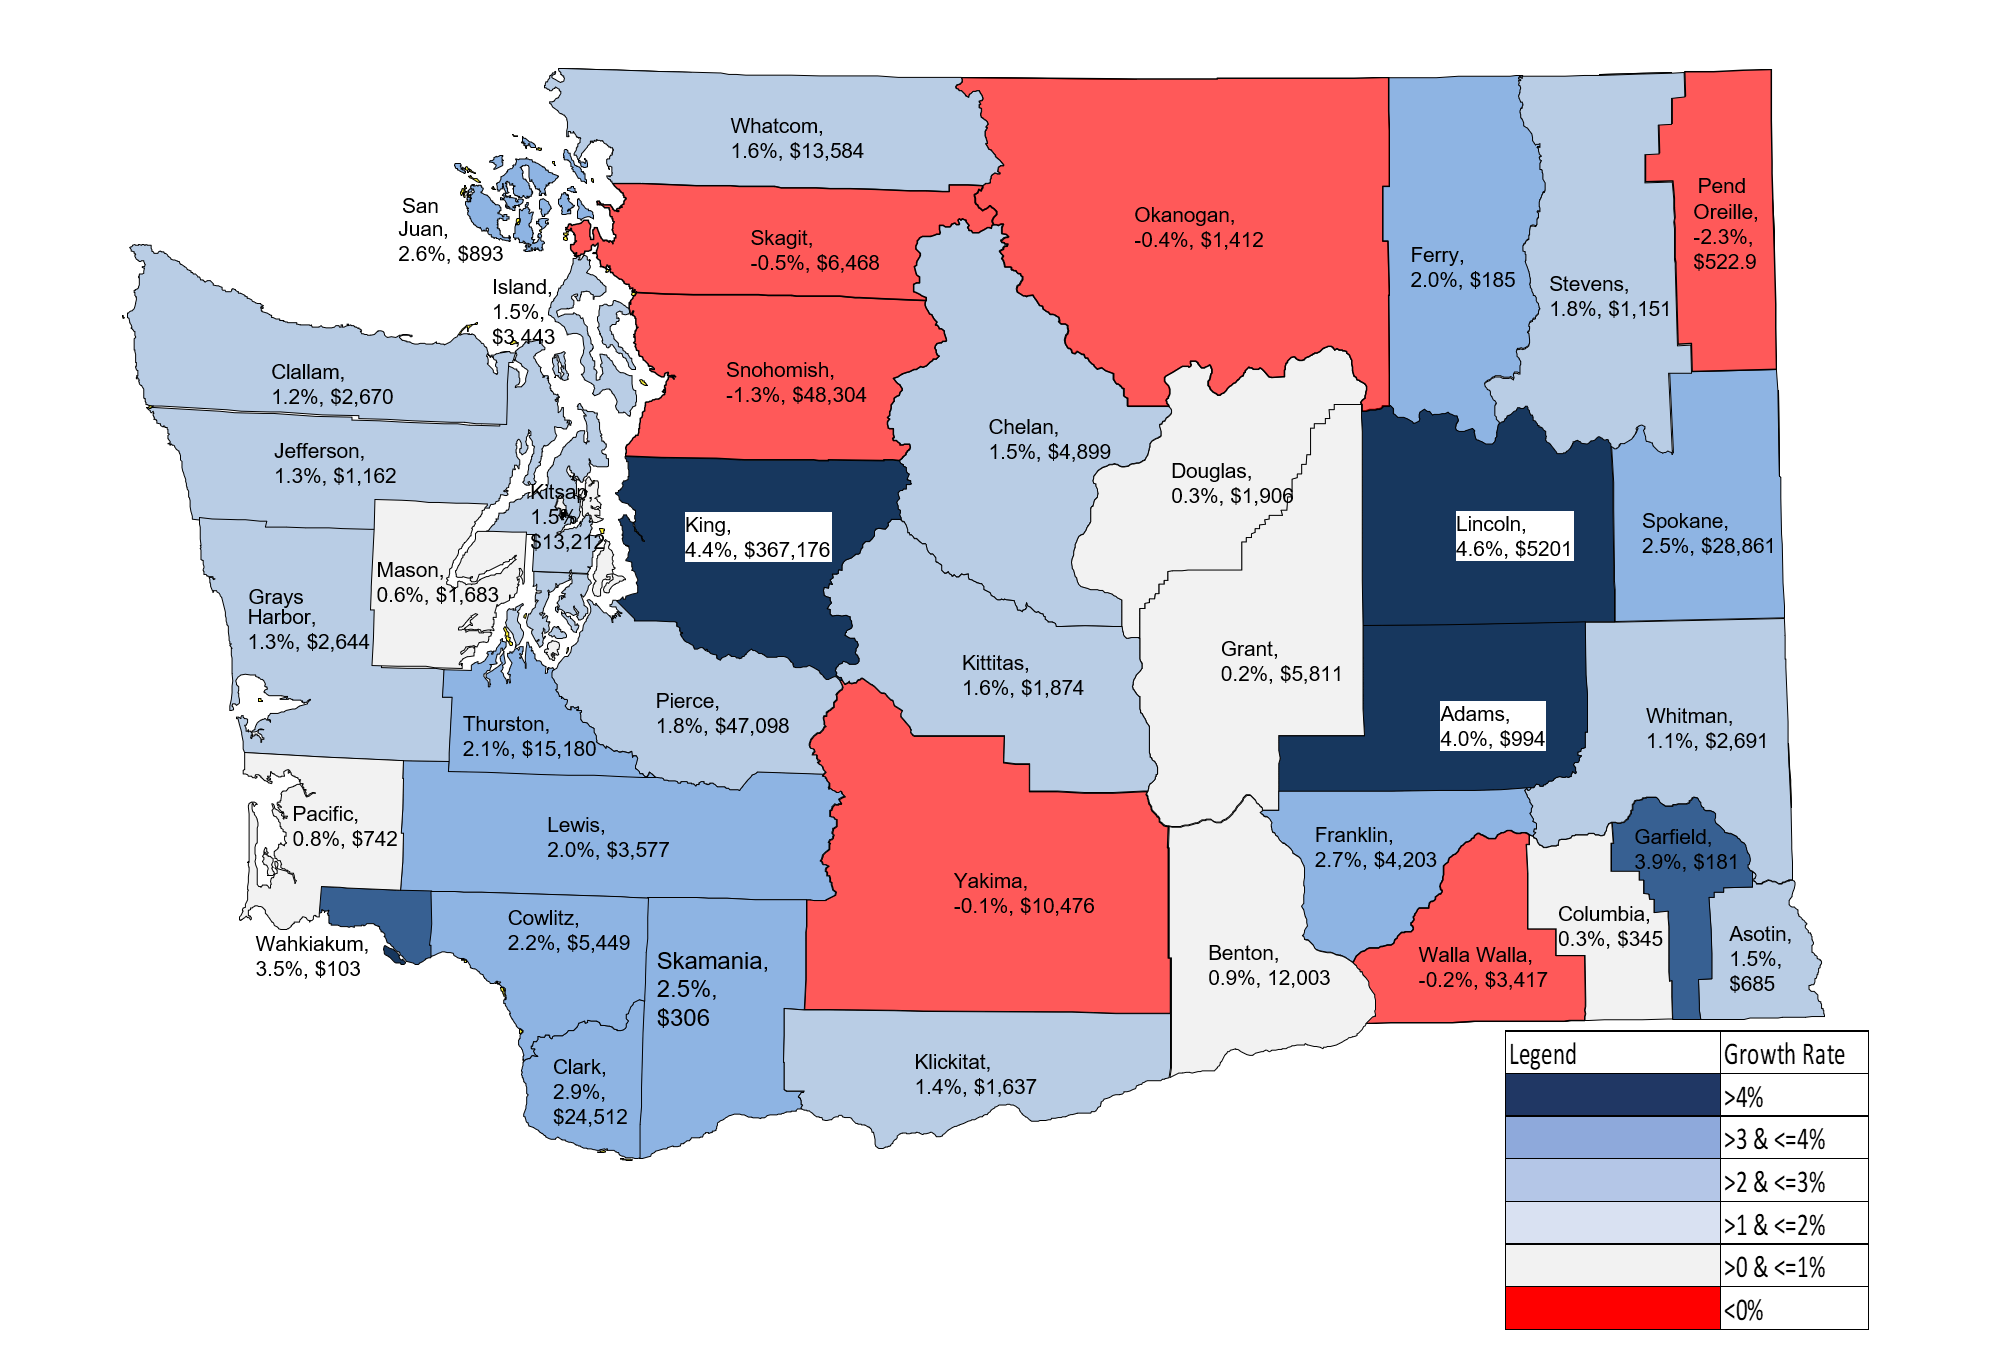 Whatcom,
1.6%, $13,584
San
Juan,
2.6%, $893
Skagit,
-0.5%, $6,468
Okanogan,
-0.4%, $1,412
Ferry,
2.0%, $185
Stevens,
1.8%, $1,151
Pend
Oreille,
-2.3%,
$522.9
Island,
1.5%,
$3,443
Clallam,
1.2%, $2,670
Snohomish,
-1.3%, $48,304
Chelan,
1.5%, $4,899
Jefferson,
1.3%, $1,162
Kitsap,
1.5%,
$13,212
Douglas,
0.3%, $1,906
King,
4.4%, $367,176
Lincoln,
4.6%, $5201
Spokane,
2.5%, $28,861
Mason,
0.6%, $1,683
Grays
Harbor,
1.3%, $2,644
Kittitas,
1.6%, $1,874
Grant,
0.2%, $5,811
Pierce,
1.8%, $47,098
Thurston,
2.1%, $15,180
Adams,
4.0%, $994
Whitman,
1.1%, $2,691
Pacific,
0.8%, $742
Lewis,
2.0%, $3,577
Franklin,
2.7%, $4,203
Garfield,
3.9%, $181
Yakima,
-0.1%, $10,476
Wahkiakum,
3.5%, $103
Cowlitz,
2.2%, $5,449
Skamania,
2.5%,
$306
Benton,
0.9%, 12,003
Walla Walla,
-0.2%, $3,417
Columbia,
0.3%, $345
Asotin,
1.5%,
$685
Clark,
2.9%,
$24,512
Klickitat,
1.4%, $1,637
Legend Growth Rate
>4%
>3 & <=4%
>2 & <=3%
>1 & <=2%
>0 & <=1%
<0%